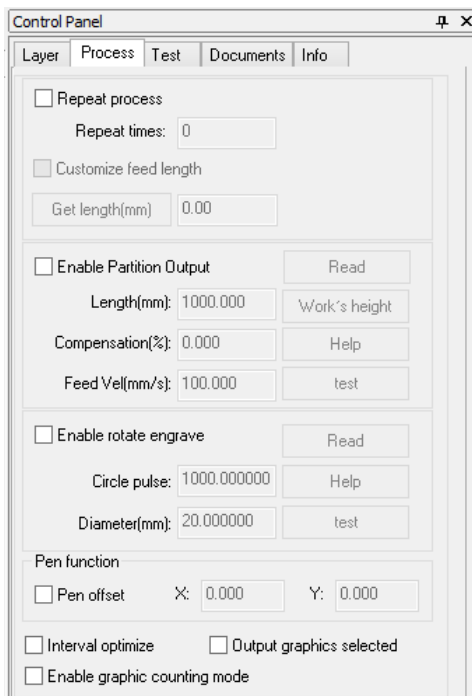 Control Panel
Layer Process Test Documents Info
Repeat process
Repeat times: 0
Customize feed length
Get length(mm) 0.00
Enable Partition Output Read
Length(mm): 1000.000 Work's height
Compensation(%): 0.000 Help
Feed Vel(mm/s): 100.000 test
Enable rotate engrave Read
Circle pulse: 1000.000000 Help
Diameter(mm): 20.000000 test
Pen function
Pen offset X: 0.000 Y: 0.000
Interval optimize Output graphics selected
Enable graphic counting mode